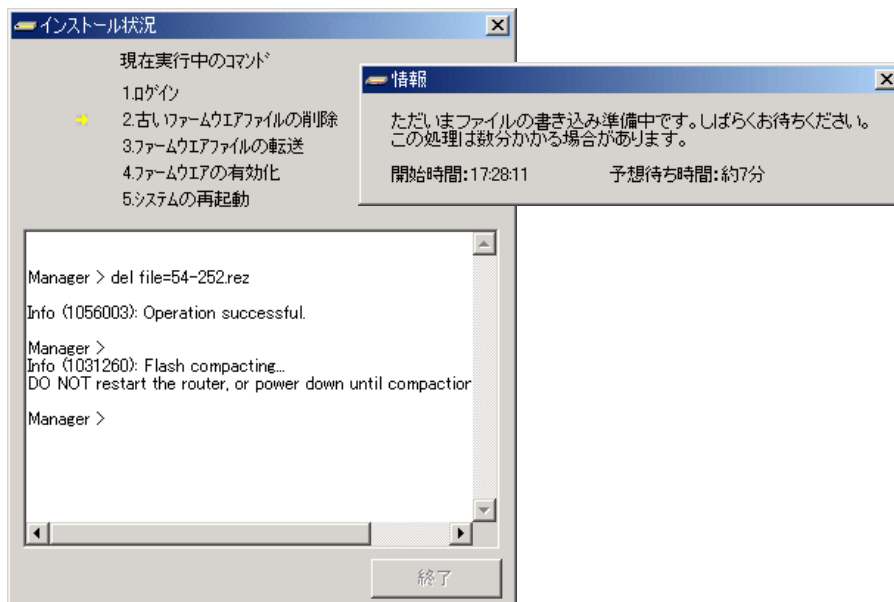 インストール状況
現在実行中のコマンド
1.ログイン
2.古いファームウエアファイルの削除
3.ファームウエアファイルの転送
4.ファームウエアの有効化
5.システムの再起動
情報
ただいまファイルの書き込み準備中です。しばらくお待ちください。
この処理は数分かかる場合があります。
開始時間:17:28:11 予想待ち時間:約7分
Manager > del file=54-252.rez
Info (1056003): Operation successful.
Manager >
Info (1031260): Flash compacting...
DO NOT restart the router, or power down until compaction
Manager >
終了